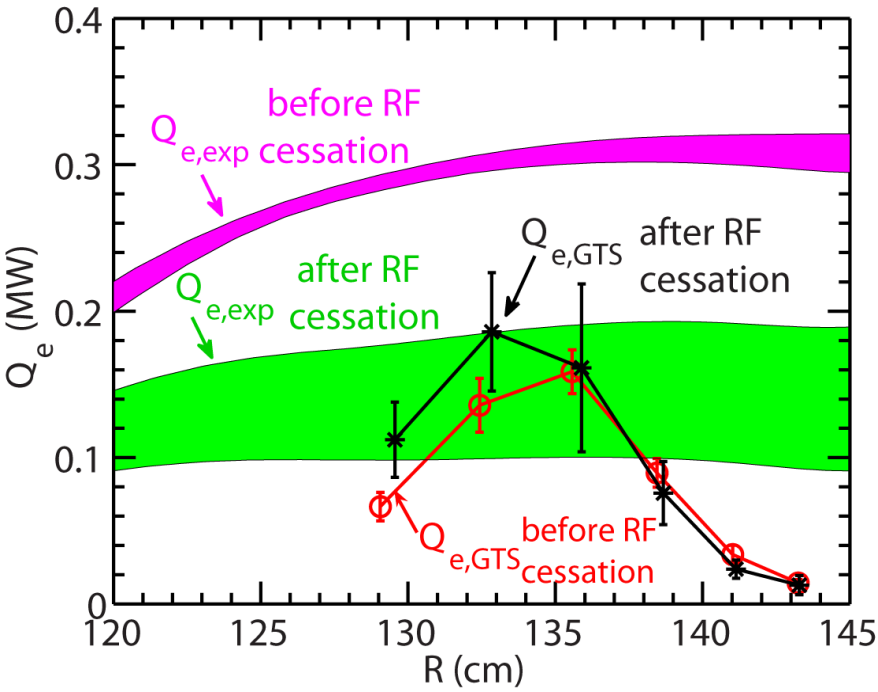 0.4
before RF
Q e,exp cessation
0.3
Q e,GTS after RF
cessation
after RF
Q e,exp cessation
0.2
0.1
before RF
Q e,GTS cessation
0
120 125 130 135 140 145
R (cm)
Q e (MW)